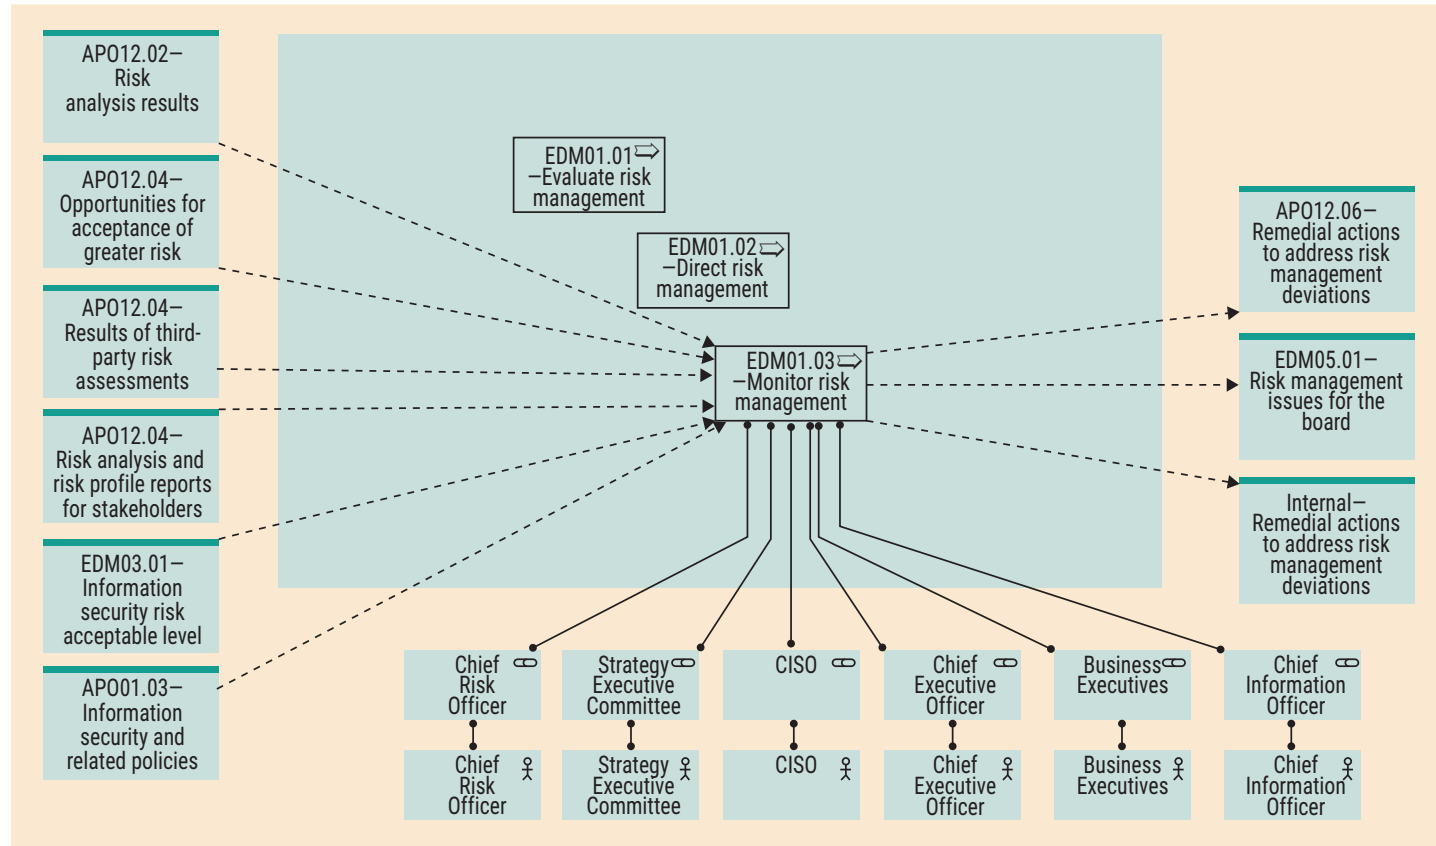 APO12.02–
Risk
analysis results
APO12.04–
Opportunities for
acceptance of
greater risk
APO12.04–
Results of third-
party risk
assessments
APO12.04–
Risk analysis and
risk profile reports
for stakeholders
EDM03.01–
Information
security risk
acceptable level
APO01.03–
Information
security and
related policies
EDM01.01
–Evaluate risk
management
EDM01.02
–Direct risk
management
EDM01.03
–Monitor risk
management
APO12.06–
Remedial actions
to address risk
management
deviations
EDM05.01–
Risk management
issues for the
board
Internal–
Remedial actions
to address risk
management
deviations
Chief
Risk
Officer
Strategy
Executive
Committee
CISO
Chief
Executive
Officer
Business
Executives
Chief
Information
Officer
Chief
Risk
Officer
Strategy
Executive
Committee
CISO
Chief
Executive
Officer
Business
Executives
Chief
Information
Officer